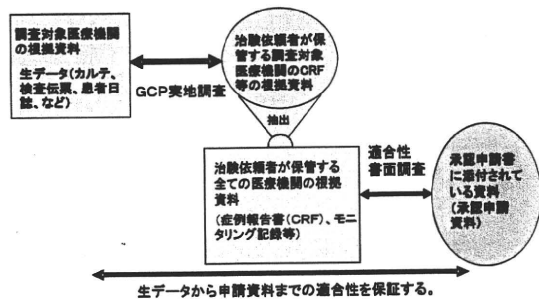 調査対象医療機関
の根拠資料
生データ(カルテ、
検査伝票、患者日
誌、など)
GCP実地調査
治験依頼者が保
管する調査対象
医療機関のCRF
等の根拠資料
抽出
治験依頼者が保管する
全ての医療機関の根拠
資料
(症例報告書(CRF)、モニ
タリング記録等)
適合性
書面調査
承認申請書
に添付されて
いる資料
(承認申請
資料)
生データから申請資料までの適合性を保証する。